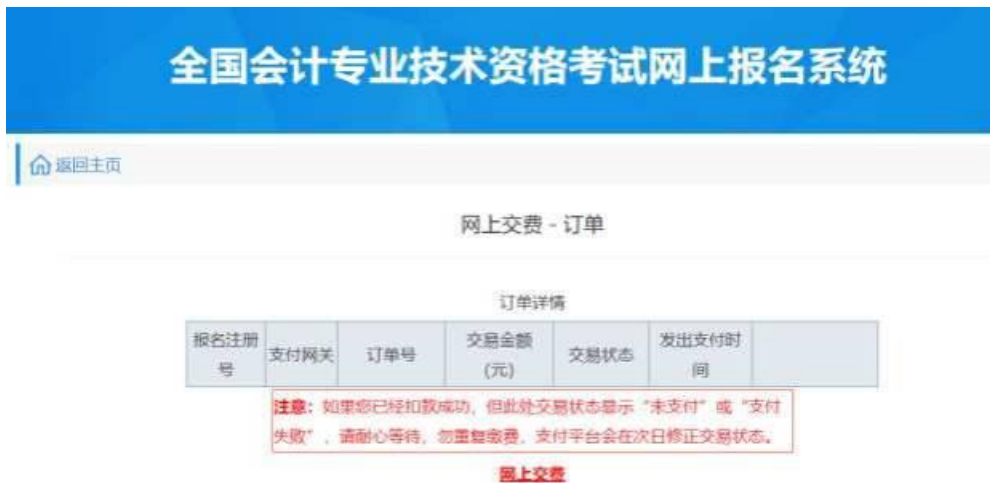 全国会计专业技术资格考试网上报名系统
返回主页
网上交费 - 订单
订单详情
报名注册号 支付网关 订单号 交易金额(元) 交易状态 发出支付时间
注意：如果您已经扣款成功，但此处交易状态显示“未支付”或“支付
失败”，请耐心等待，勿重复缴费，支付平台会在次日修正交易状态。
网上交费